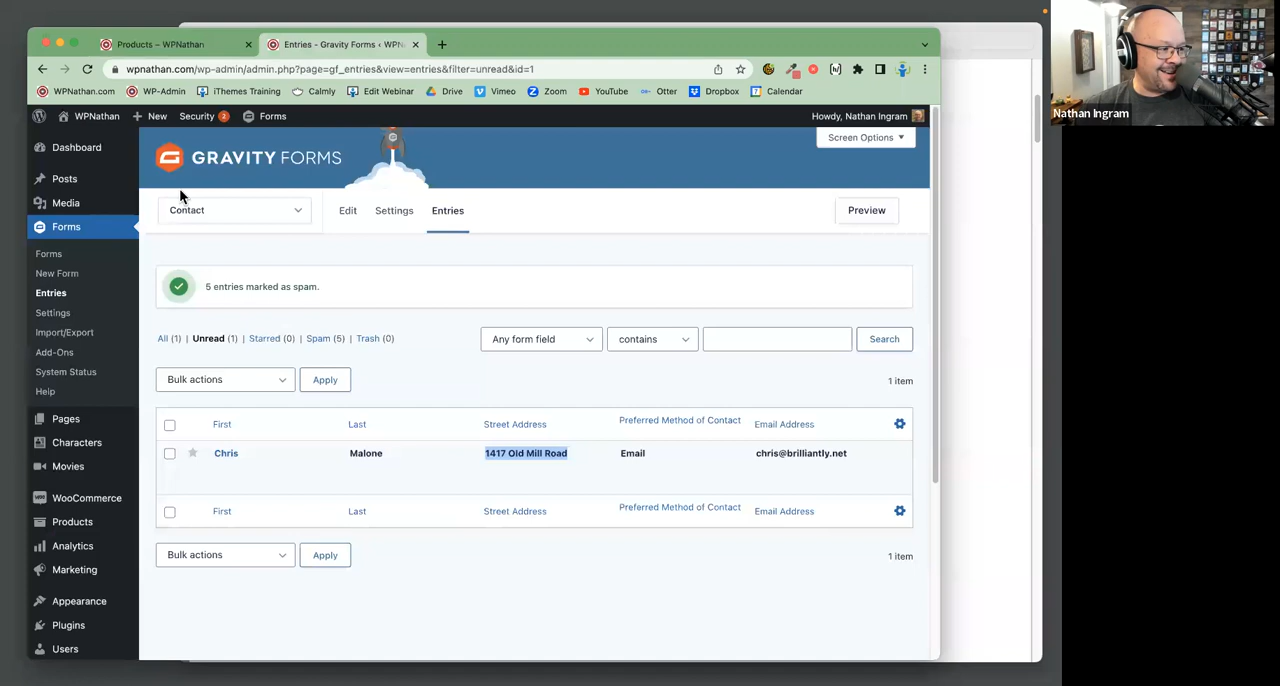 Products – WPNathan
Entries - Gravity Forms ‹ WPN
wpnathan.com/wp-admin/admin.php?page=gf_entries&view=entries&filter=unread&id=1
WPNathan.com WP-Admin iThemes Training Calmly Edit Webinar Drive Vimeo Zoom YouTube Otter Dropbox Calendar
WPNathan + New Security 2 Forms Howdy, Nathan Ingram
Nathan Ingram
Screen Options
GRAVITY FORMS
Dashboard
Posts
Media
Forms
Forms
New Form
Entries
Settings
Import/Export
Add-Ons
System Status
Help
Pages
Characters
Movies
WooCommerce
Products
Analytics
Marketing
Appearance
Plugins
Users
Contact Edit Settings Entries Preview
5 entries marked as spam.
All (1) | Unread (1) | Starred (0) | Spam (5) | Trash (0) Any form field contains Search
Bulk actions Apply 1 item
First Last Street Address Preferred Method of Contact Email Address
Chris Malone 1417 Old Mill Road Email chris@brilliantly.net
First Last Street Address Preferred Method of Contact Email Address
Bulk actions Apply 1 item